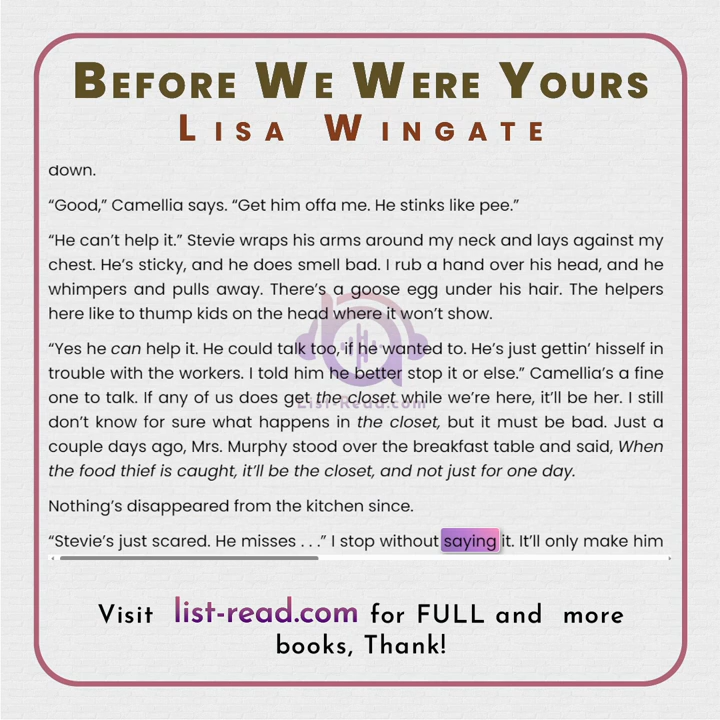 BEFORE WE WERE YOURS
LISA WINGATE
down.
“Good,” Camellia says. “Get him offa me. He stinks like pee.”
“He can’t help it.” Stevie wraps his arms around my neck and lays against my
chest. He’s sticky, and he does smell bad. I rub a hand over his head, and he
whimpers and pulls away. There’s a goose egg under his hair. The helpers
here like to thump kids on the head where it won’t show.
“Yes he can help it. He could talk too, if he wanted to. He’s just gettin’ hisself in
trouble with the workers. I told him he better stop it or else.” Camellia’s a fine
one to talk. If any of us does get the closet while we’re here, it’ll be her. I still
List-Read.com
don’t know for sure what happens in the closet, but it must be bad. Just a
couple days ago, Mrs. Murphy stood over the breakfast table and said, When
the food thief is caught, it’ll be the closet, and not just for one day.
Nothing’s disappeared from the kitchen since.
“Stevie’s just scared. He misses . . .” I stop without saying it. It’ll only make him
Visit list-read.com for FULL and more
books, Thank!